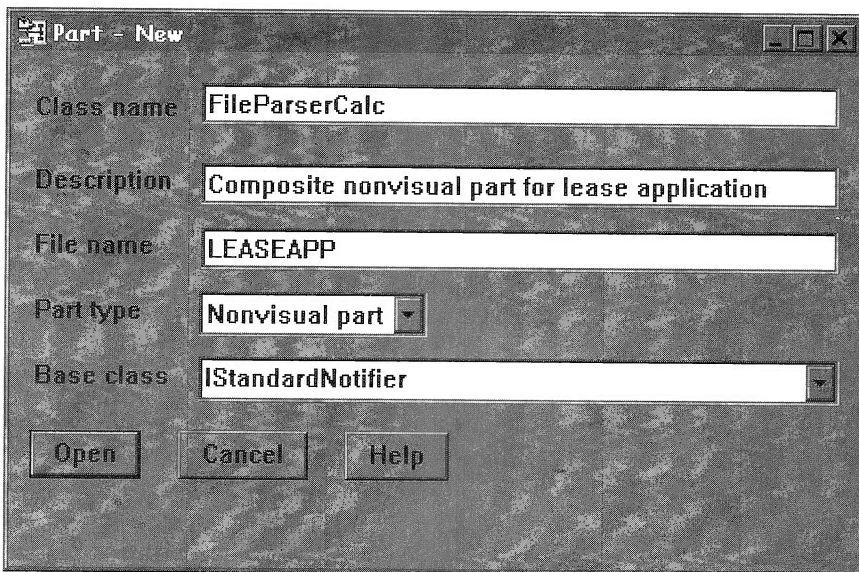 Part - New
Class name
FileParserCalc
Description
Composite nonvisual part for lease application
File name
LEASEAPP
Part type
Nonvisual part
Base class
IStandardNotifier
Open Cancel Help